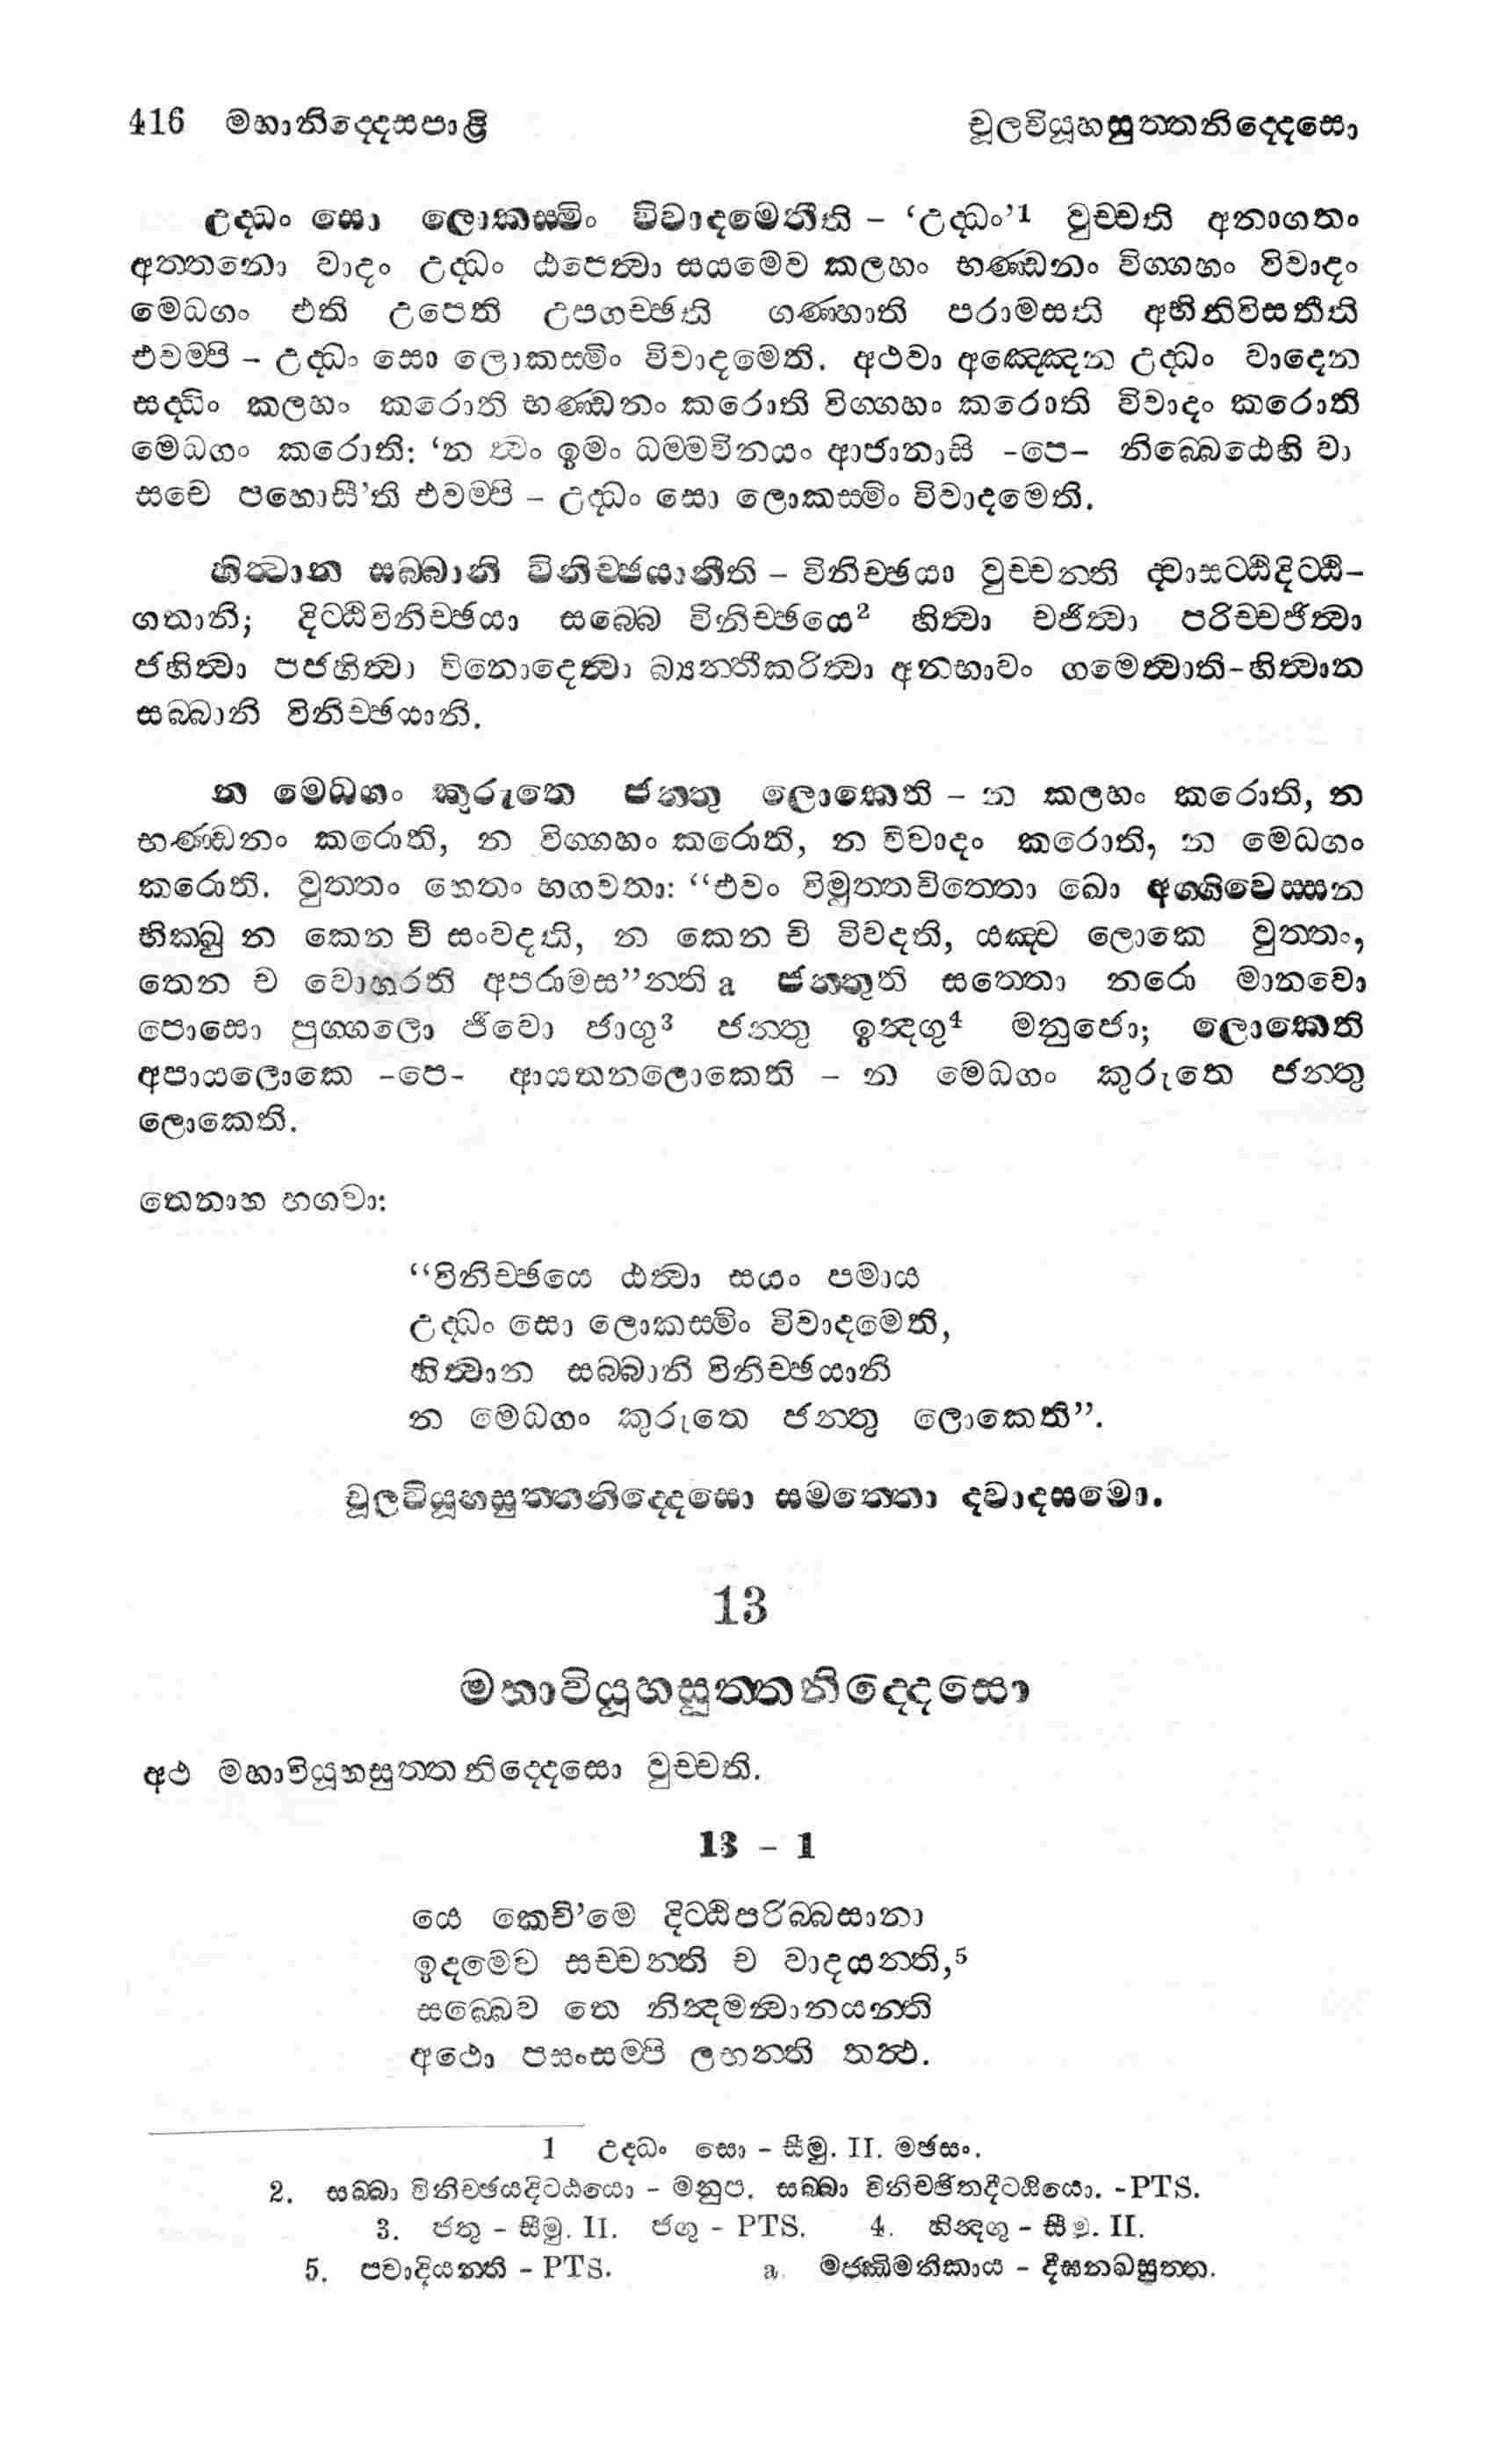 416 මහානිද්දෙසපාළි චූලවියූහසුත්තනිද්දෙසො
උද්ධං සො ලොකස්මිං විවාදමෙතීති – ‘උද්ධං’1 වුච්චති අනාගතං
අත්තනො වාදං උද්ධං ඨපෙත්වා සයමෙව කලහං භණ්ඩනං විග්ගහං විවාදං
මෙධගං එති උපෙති උපගච්ඡති ගණ්හාති පරාමසති අභිනිවිසතීති
එවම්පි – උද්ධං සො ලොකස්මිං විවාදමෙති. අථවා අඤ්ඤෙන උද්ධං වාදෙන
සද්ධිං කලහං කරොති භණ්ඩනං කරොති විග්ගහං කරොති විවාදං කරොති
මෙධගං කරොති: ‘න ත්වං ඉමං ධම්මවිනයං ආජානාසි -පෙ- නිබ්බෙඨෙහි වා
සචෙ පහොසී’ති එවම්පි – උද්ධං සො ලොකස්මිං විවාදමෙති.
හිත්වාන සබ්බානි විනිච්ඡයානීති – විනිච්ඡයා වුච්චන්ති ද්වාසට්ඨිදිට්ඨි-
ගතානි; දිට්ඨිවිනිච්ඡයා සබ්බෙ විනිච්ඡයෙ2 හිත්වා චජිත්වා පරිච්චජිත්වා
ජහිත්වා පජහිත්වා විනොදෙත්වා බ්‍යන්තීකරිත්වා අනභාවං ගමෙත්වාති-හිත්වාන
සබ්බානි විනිච්ඡයානි.
න මෙධගං කුරුතෙ ජන්තු ලොකෙති – න කලහං කරොති, න
භණ්ඩනං කරොති, න විග්ගහං කරොති, න විවාදං කරොති, න මෙධගං
කරොති. වුත්තං හෙතං භගවතා: “එවං විමුත්තචිත්තො ඛො අග්ගිවෙස්සන
භික්ඛු න කෙන චි සංවදති, න කෙන චි විවදති, යඤ්ච ලොකෙ වුත්තං,
තෙන ච වොහරති අපරාමස”න්ති a ජන්තුති සත්තො නරො මානවො
පොසො පුග්ගලො ජීවො ජාගු3 ජන්තු ඉන්දගු4 මනුජො; ලොකෙති
අපායලොකෙ -පෙ- ආයතනලොකෙති – න මෙධගං කුරුතෙ ජන්තු
ලොකෙති.
තෙනාහ භගවා:
“විනිච්ඡයෙ ඨත්වා සයං පමාය
උද්ධං සො ලොකස්මිං විවාදමෙති,
හිත්වාන සබ්බානි විනිච්ඡයානි
න මෙධගං කුරුතෙ ජන්තු ලොකෙති”.
චූලවියූහසුත්තනිද්දෙසො සමත්තො ද්වාදසමො.
13
මහාවියූහසුත්තනිද්දෙසො
අථ මහාවියූහසුත්තනිද්දෙසො වුච්චති.
13 – 1
යෙ කෙචි’මෙ දිට්ඨිපරිබ්බසානා
ඉදමෙව සච්චන්ති ච වාදයන්ති,5
සබ්බෙව තෙ නින්දමන්වානයන්ති
අථො පසංසම්පි ලභන්ති තත්ථ.
1 උද්ධං සො – සීමු. II. මඡසං.
2. සබ්බා විනිච්ඡයදිට්ඨයො – මනුප. සබ්බා විනිච්ඡිතදිට්ඨියො. -PTS.
3. ජතු – සීමු. II. ජගු – PTS. 4. හින්දගු – සීමු. II.
5. පවාදියන්ති – PTS. a. මජ්ඣිමනිකාය – දීඝනඛසුත්ත.